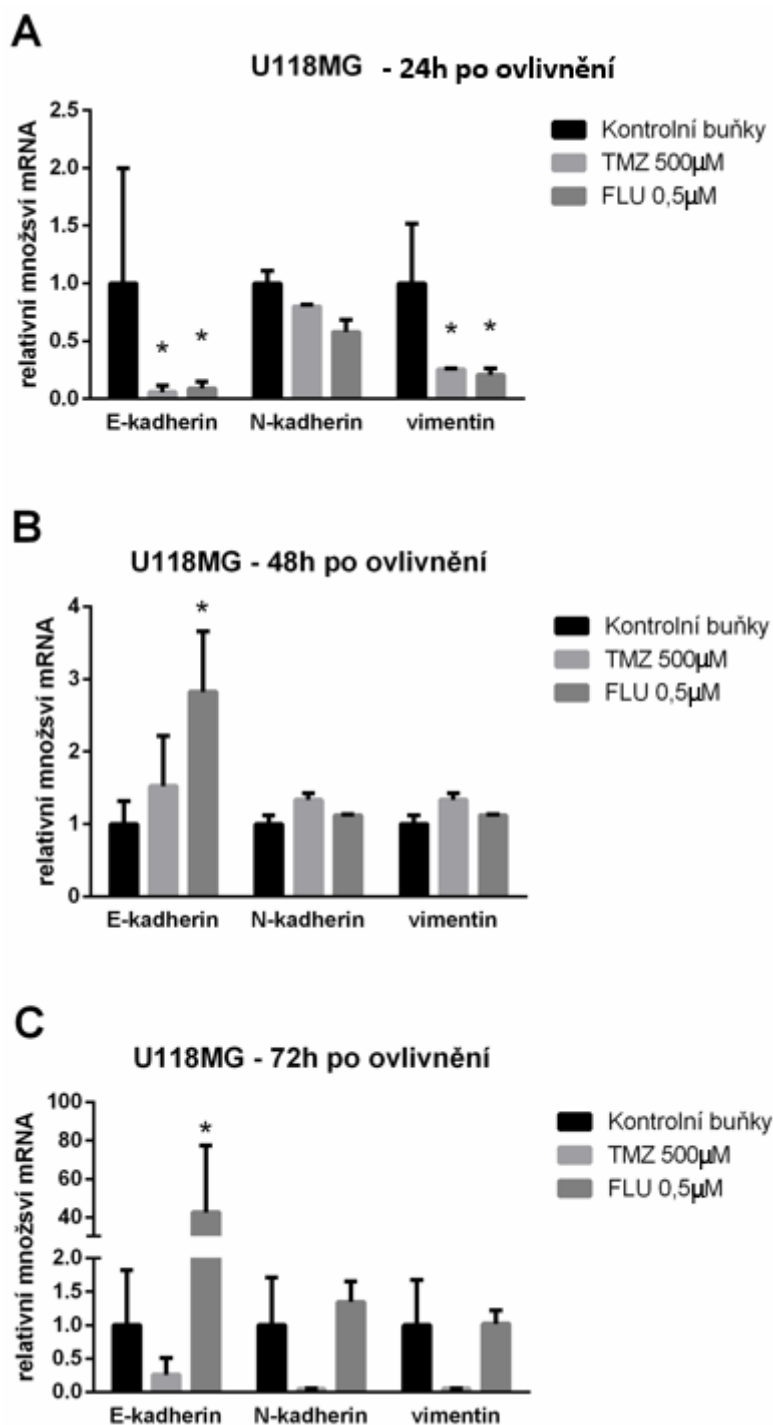 A
U118MG - 24h po ovlivnění
relativní množsví mRNA
2.5
2.0
1.5
1.0
0.5
0.0
*
*
*
*
E-kadherin
N-kadherin
vimentin
Kontrolní buňky
TMZ 500µM
FLU 0,5µM
B
U118MG - 48h po ovlivnění
relativní množsví mRNA
4
3
2
1
0
*
E-kadherin
N-kadherin
vimentin
Kontrolní buňky
TMZ 500µM
FLU 0,5µM
C
U118MG - 72h po ovlivnění
relativní množsví mRNA
100
80
60
40
2.0
1.5
1.0
0.5
0.0
*
E-kadherin
N-kadherin
vimentin
Kontrolní buňky
TMZ 500µM
FLU 0,5µM